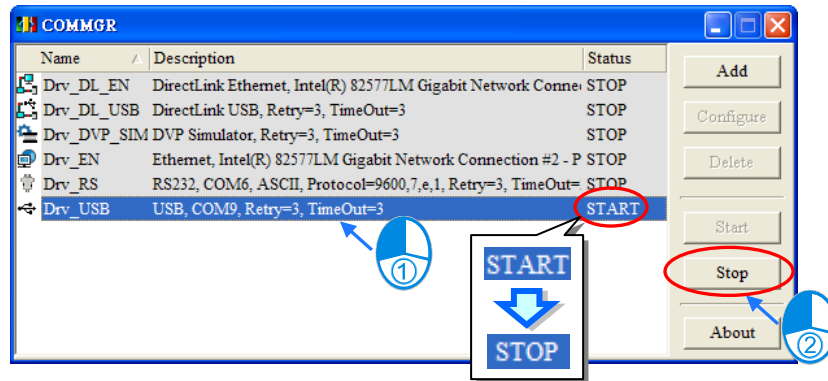 COMMGR
Name Description Status
Drv_DL_EN DirectLink Ethernet, Intel(R) 82577LM Gigabit Network Conne STOP
Drv_DL_USB DirectLink USB, Retry=3, TimeOut=3 STOP
Drv_DVP_SIM DVP Simulator, Retry=3, TimeOut=3 STOP
Drv_EN Ethernet, Intel(R) 82577LM Gigabit Network Connection #2 - P STOP
Drv_RS RS232, COM6, ASCII, Protocol=9600,7,e,1, Retry=3, TimeOut= STOP
Drv_USB USB, COM9, Retry=3, TimeOut=3 START
Add
Configure
Delete
Start
Stop
About
①
START
STOP
②